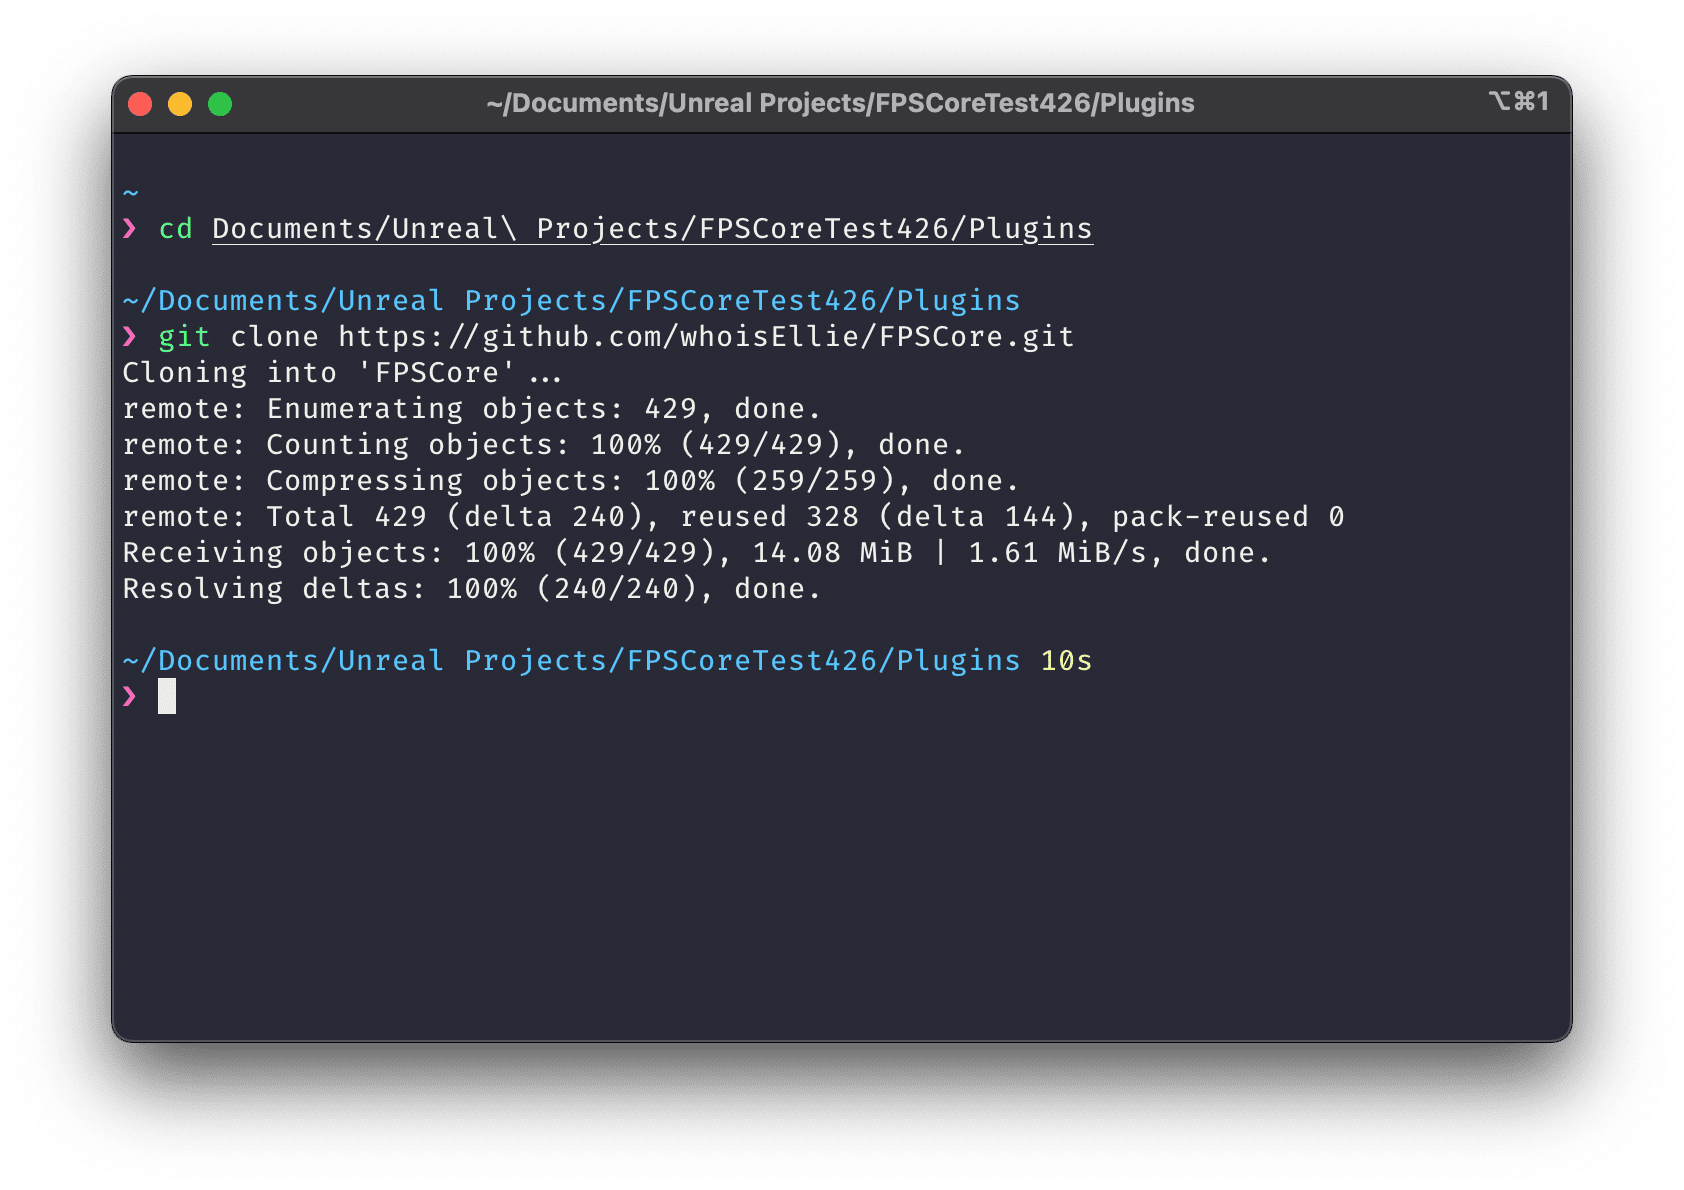 ~/Documents/Unreal Projects/FPSCoreTest426/Plugins
⌥⌘1
~
❯ cd Documents/Unreal\ Projects/FPSCoreTest426/Plugins
~/Documents/Unreal Projects/FPSCoreTest426/Plugins
❯ git clone https://github.com/whoisEllie/FPSCore.git
Cloning into 'FPSCore'...
remote: Enumerating objects: 429, done.
remote: Counting objects: 100% (429/429), done.
remote: Compressing objects: 100% (259/259), done.
remote: Total 429 (delta 240), reused 328 (delta 144), pack-reused 0
Receiving objects: 100% (429/429), 14.08 MiB | 1.61 MiB/s, done.
Resolving deltas: 100% (240/240), done.
~/Documents/Unreal Projects/FPSCoreTest426/Plugins 10s
❯